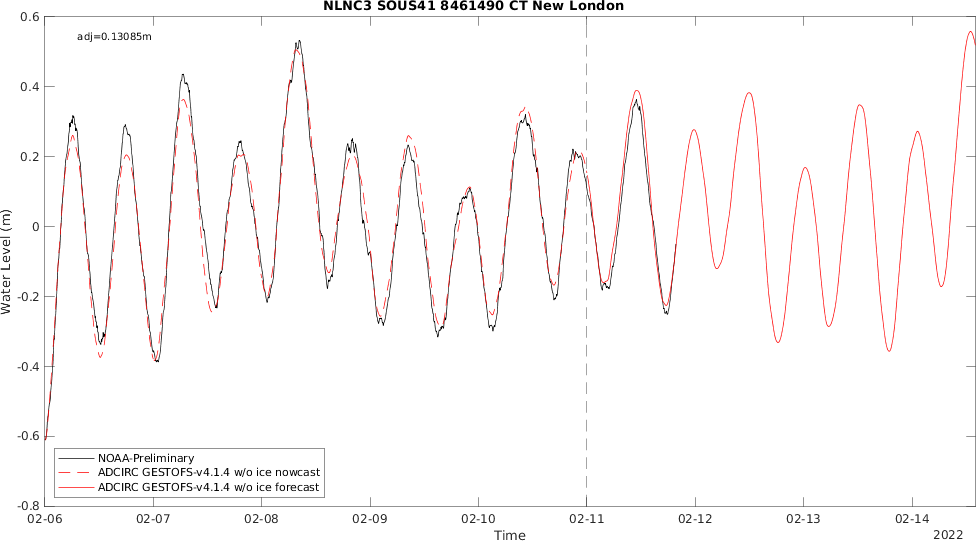 NLNC3 SOUS41 8461490 CT New London
adj=0.13085m
0.6
0.4
0.2
0
-0.2
-0.4
-0.6
-0.8
Water Level (m)
NOAA-Preliminary
ADCIRC GESTOFS-v4.1.4 w/o ice nowcast
ADCIRC GESTOFS-v4.1.4 w/o ice forecast
02-06 02-07 02-08 02-09 02-10 02-11 02-12 02-13 02-14
Time
2022